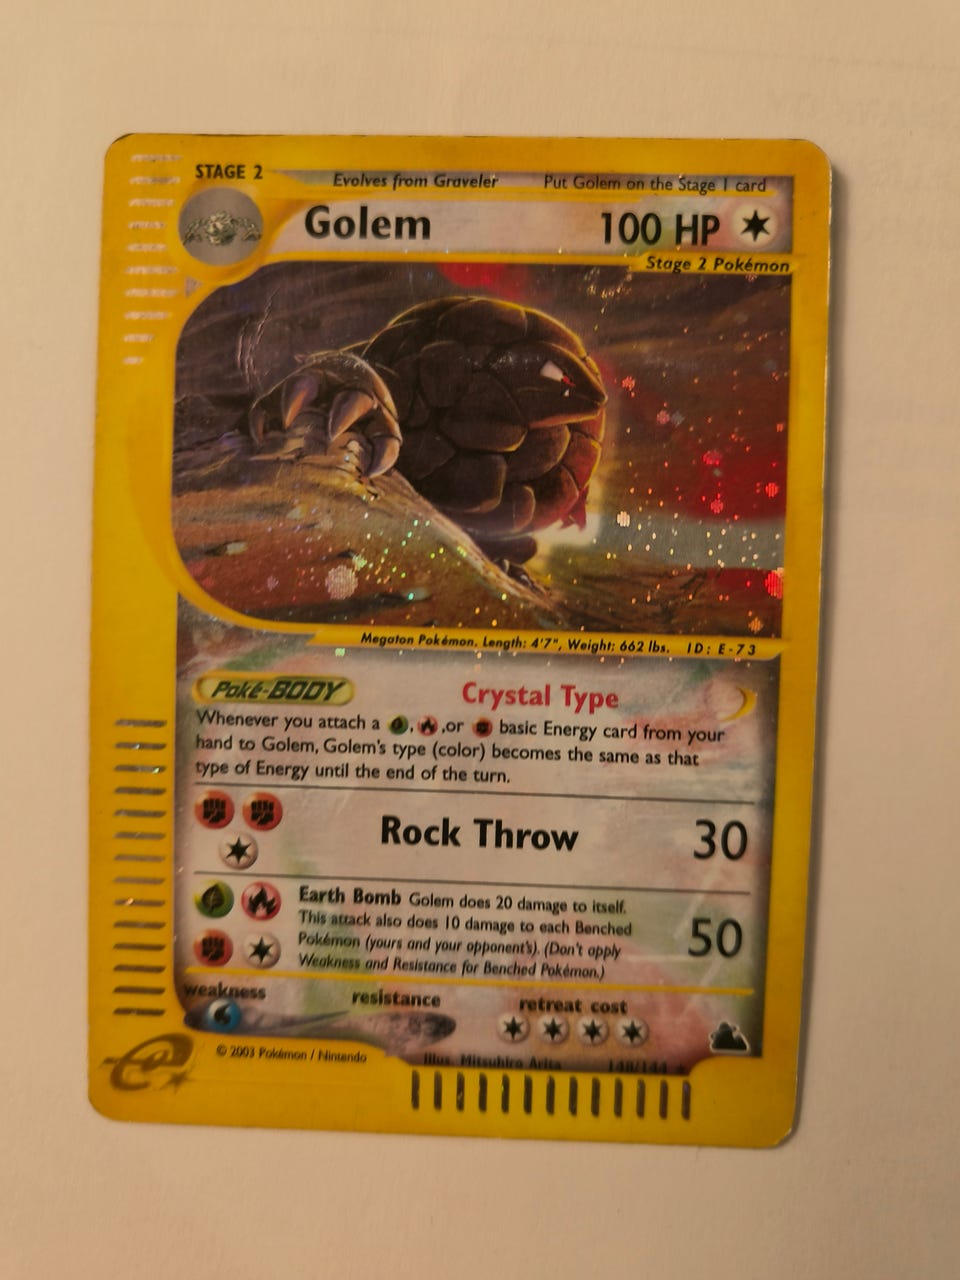 STAGE 2
Evolves from Graveler
Put Golem on the Stage 1 card
Golem
100 HP
Stage 2 Pokémon
Megaton Pokémon. Length: 4'7", Weight: 662 lbs. ID: E-73
Poké-BODY
Crystal Type
Whenever you attach a , ,or basic Energy card from your
hand to Golem, Golem's type (color) becomes the same as that
type of Energy until the end of the turn.
Rock Throw
30
Earth Bomb Golem does 20 damage to itself.
This attack also does 10 damage to each Benched
Pokémon (yours and your opponent's). (Don't apply
Weakness and Resistance for Benched Pokémon.)
50
weakness
resistance
retreat cost
© 2003 Pokémon / Nintendo
Illus. Mitsuhiro Arita
148/144
e